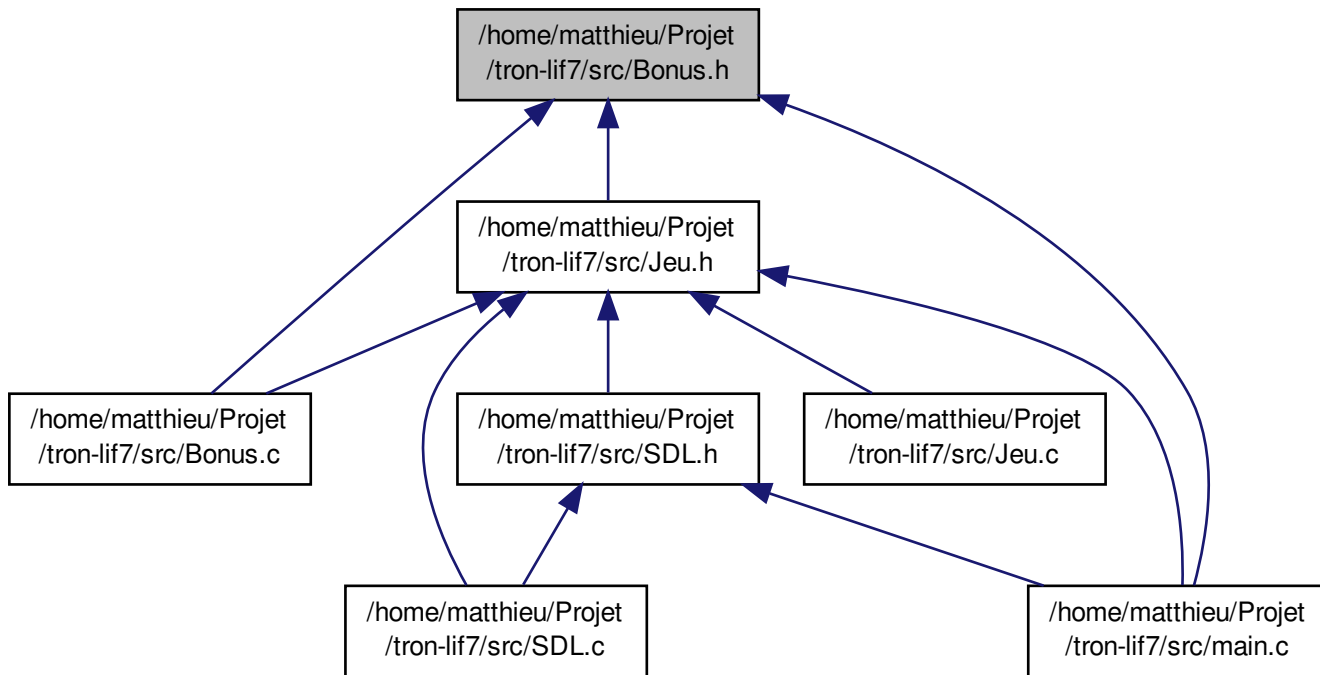 /home/matthieu/Projet
/tron-lif7/src/Bonus.h
/home/matthieu/Projet
/tron-lif7/src/Jeu.h
/home/matthieu/Projet
/tron-lif7/src/Bonus.c
/home/matthieu/Projet
/tron-lif7/src/SDL.h
/home/matthieu/Projet
/tron-lif7/src/Jeu.c
/home/matthieu/Projet
/tron-lif7/src/SDL.c
/home/matthieu/Projet
/tron-lif7/src/main.c